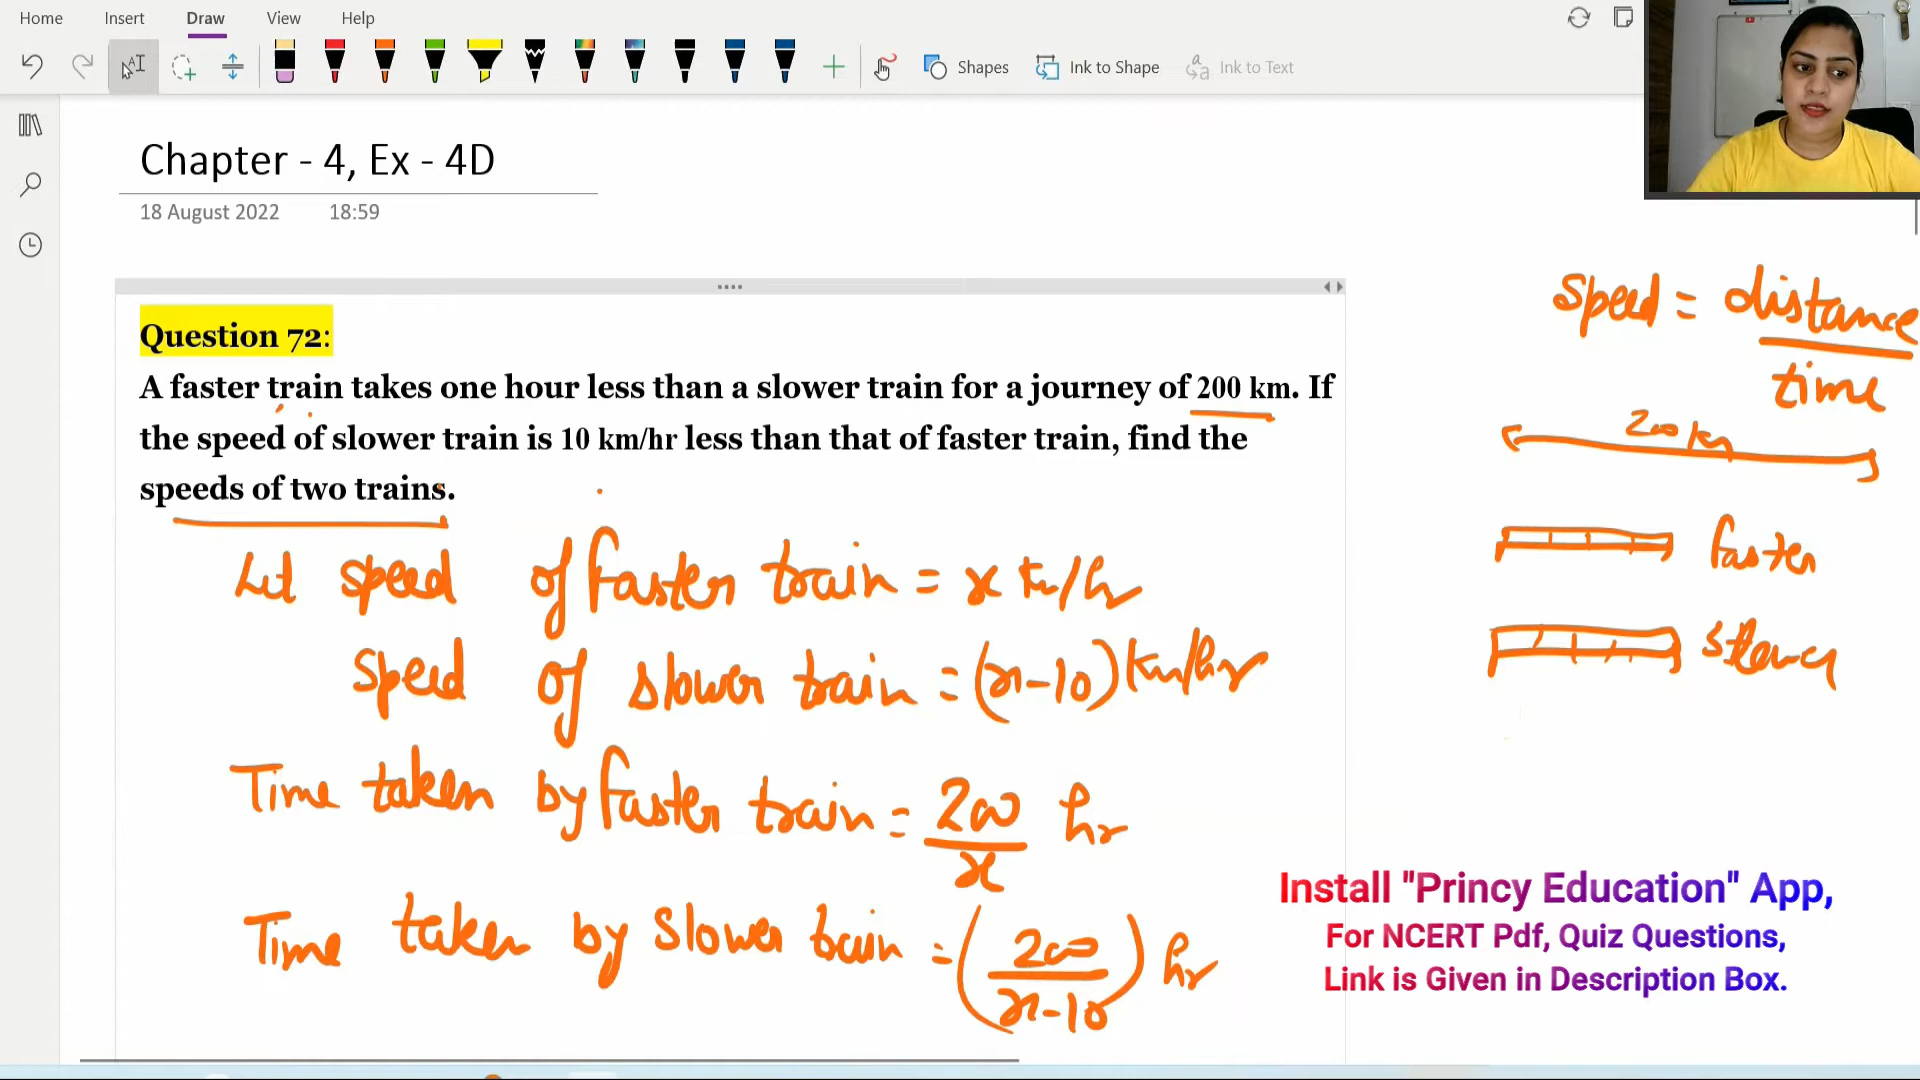 Home Insert Draw View Help
Shapes Ink to Shape Ink to Text
Chapter - 4, Ex - 4D
18 August 2022 18:59
Question 72:
A faster train takes one hour less than a slower train for a journey of 200 km. If
the speed of slower train is 10 km/hr less than that of faster train, find the
speeds of two trains.
Let speed of faster train = x km/hr
speed of slower train = (x-10) km/hr
Time taken by faster train = 200/x hr
Time taken by slower train = (200/x-10) hr
speed = distance/time
200 km
faster
Install "Princy Education" App,
For NCERT Pdf, Quiz Questions,
Link is Given in Description Box.